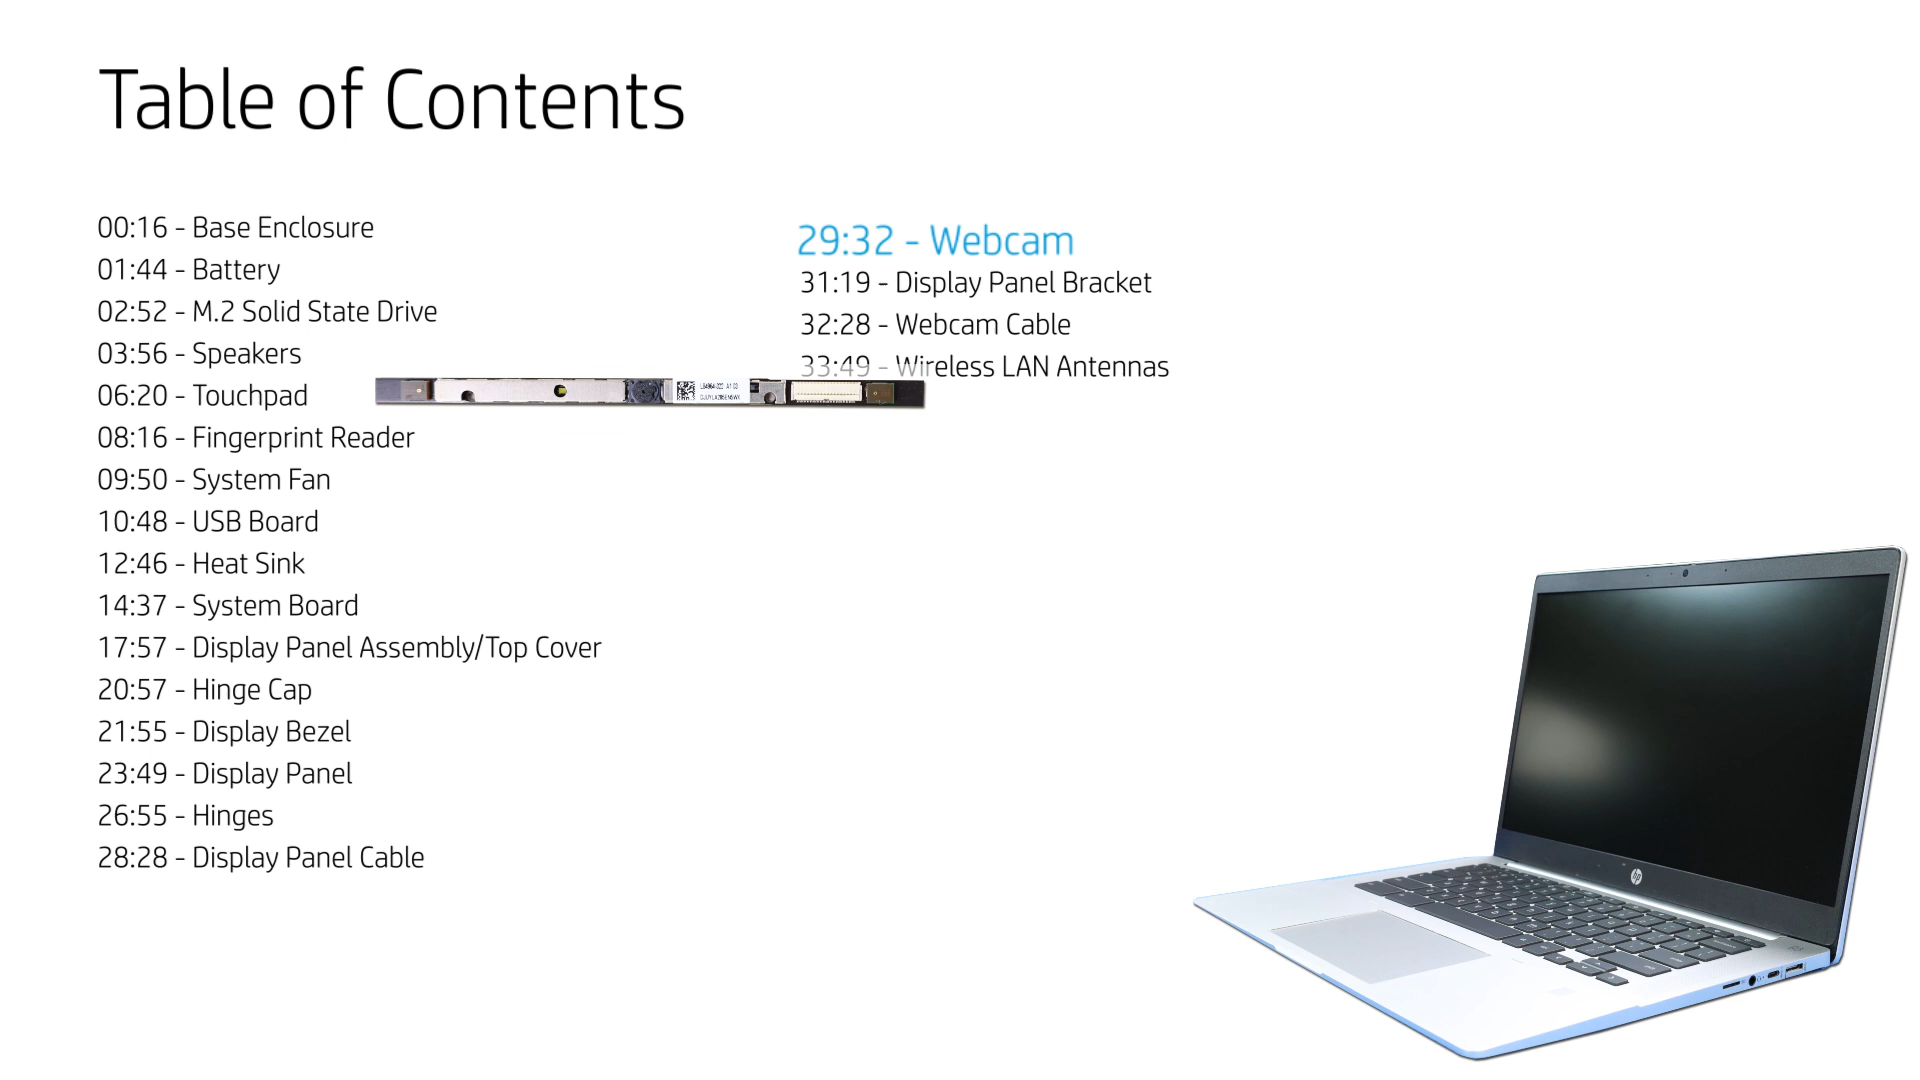 Table of Contents
00:16 - Base Enclosure
01:44 - Battery
02:52 - M.2 Solid State Drive
03:56 - Speakers
06:20 - Touchpad
08:16 - Fingerprint Reader
09:50 - System Fan
10:48 - USB Board
12:46 - Heat Sink
14:37 - System Board
17:57 - Display Panel Assembly/Top Cover
20:57 - Hinge Cap
21:55 - Display Bezel
23:49 - Display Panel
26:55 - Hinges
28:28 - Display Panel Cable
29:32 - Webcam
31:19 - Display Panel Bracket
32:28 - Webcam Cable
33:49 - Wireless LAN Antennas
hp